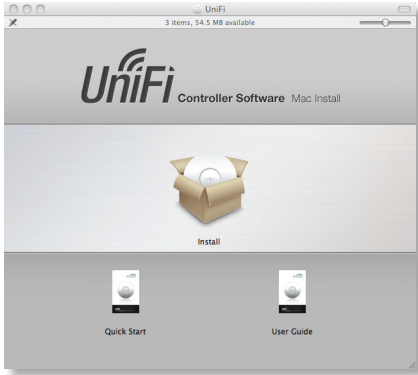 UniFi
3 items, 54.5 MB available
UniFi Controller Software Mac Install
Install
Quick Start
User Guide